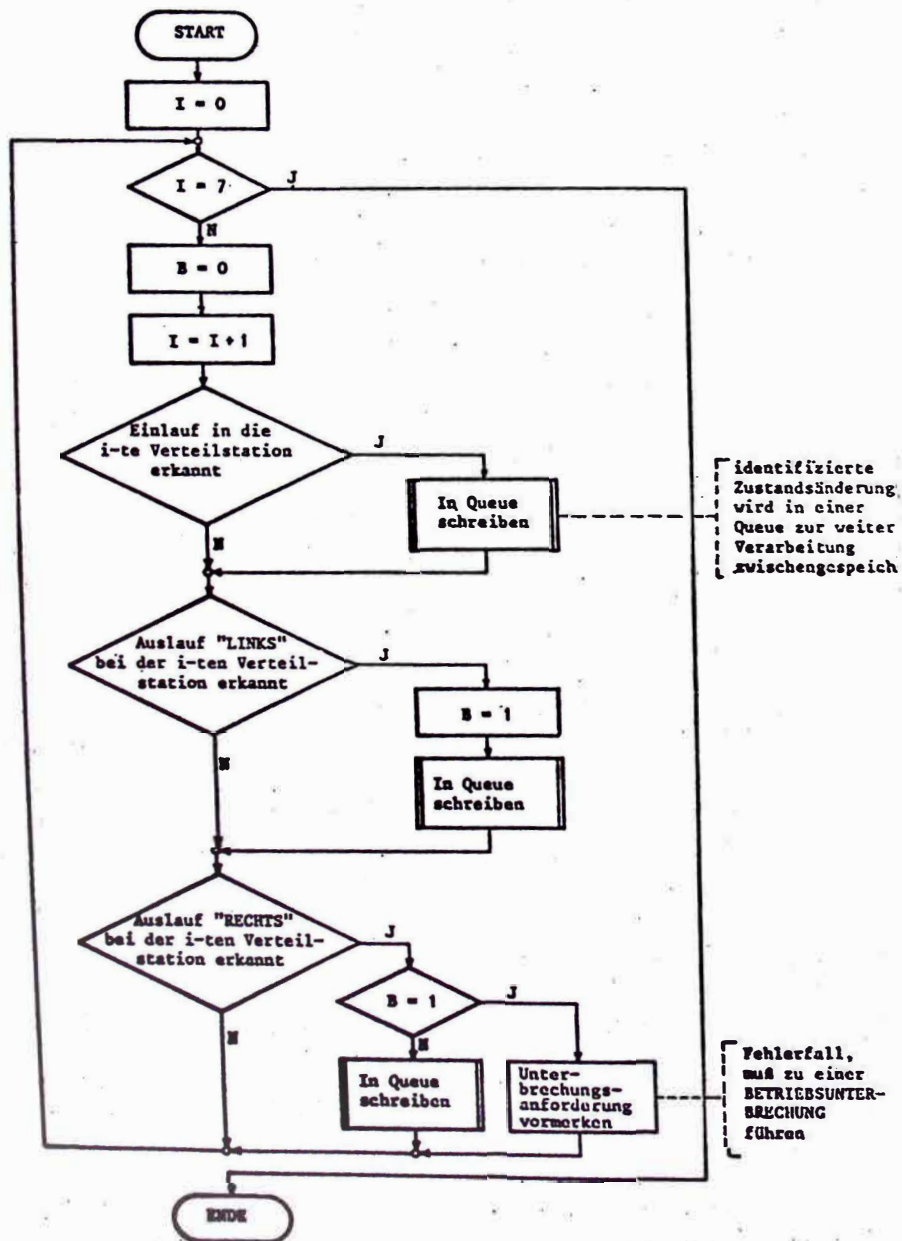 START
I = 0
I = 7
J
N
B = 0
I = I + 1
Einlauf in die
i-te Verteilstation
erkannt
J
In Queue
schreiben
identifizierte
Zustandsänderung
wird in einer
Queue zur weiter
Verarbeitung
zwischengespeich
N
Auslauf "LINKS"
bei der i-ten Verteil-
station erkannt
J
B = 1
N
In Queue
schreiben
Auslauf "RECHTS"
bei der i-ten Verteil-
station erkannt
J
B = 1
J
N
N
In Queue
schreiben
Unter-
brechungs-
anforderung
vormerken
Fehlerfall,
muß zu einer
BETRIEBSUNTER-
BRECHUNG
führen
ENDE